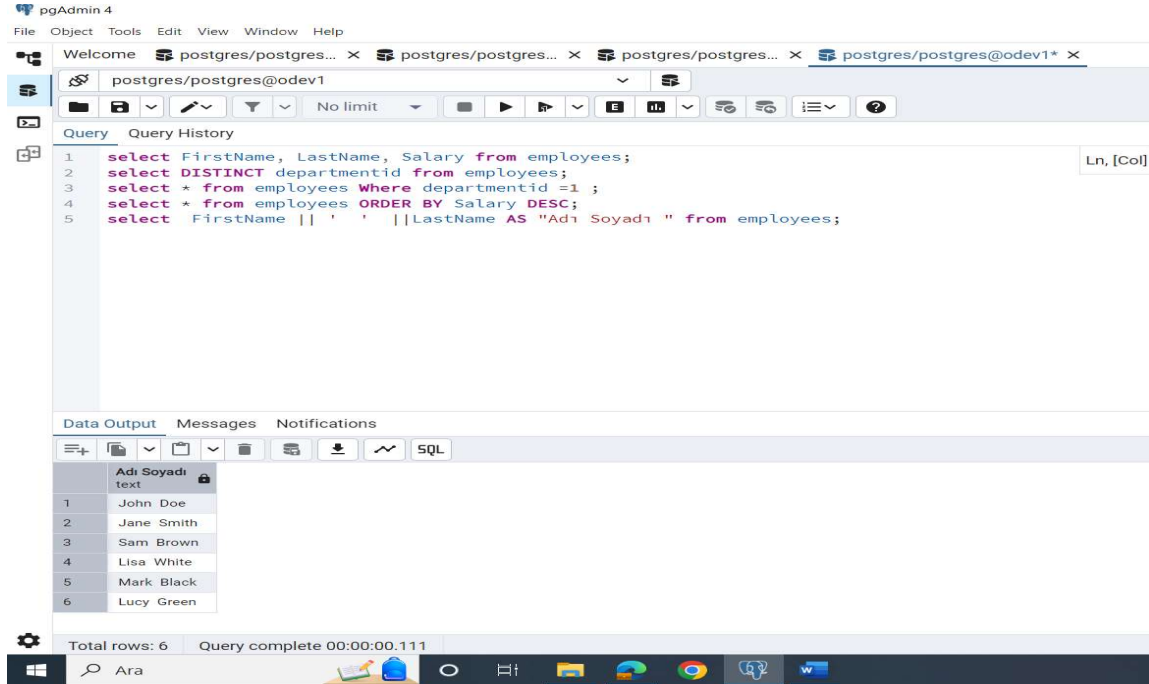 pgAdmin 4
File Object Tools Edit View Window Help
Welcome postgres/postgres... postgres/postgres... postgres/postgres... postgres/postgres@odev1*
postgres/postgres@odev1
No limit E
Query Query History
Ln, [Col]
1 select FirstName, LastName, Salary from employees;
2 select DISTINCT departmentid from employees;
3 select * from employees Where departmentid =1 ;
4 select * from employees ORDER BY Salary DESC;
5 select FirstName || '  ' ||LastName AS "Adı Soyadı " from employees;
Data Output Messages Notifications
SQL
Adı Soyadı
text
1 John Doe
2 Jane Smith
3 Sam Brown
4 Lisa White
5 Mark Black
6 Lucy Green
Total rows: 6 Query complete 00:00:00.111
Ara